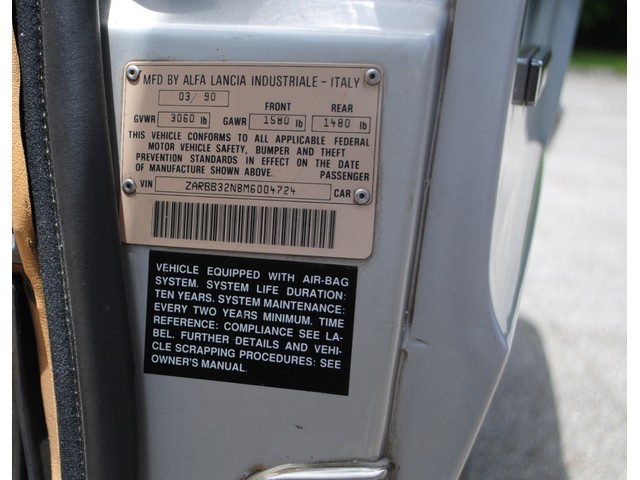 MFD BY ALFA LANCIA INDUSTRIALE - ITALY
03/90 FRONT REAR
GVWR 3060 lb GAWR 1580 lb 1480 lb
THIS VEHICLE CONFORMS TO ALL APPLICABLE FEDERAL
MOTOR VEHICLE SAFETY, BUMPER AND THEFT
PREVENTION STANDARDS IN EFFECT ON THE DATE
OF MANUFACTURE SHOWN ABOVE. PASSENGER
VIN ZARBB32N8M6004724 CAR
VEHICLE EQUIPPED WITH AIR-BAG
SYSTEM. SYSTEM LIFE DURATION:
TEN YEARS. SYSTEM MAINTENANCE:
EVERY TWO YEARS MINIMUM. TIME
REFERENCE: COMPLIANCE SEE LA-
BEL. FURTHER DETAILS AND VEHI-
CLE SCRAPPING PROCEDURES: SEE
OWNER'S MANUAL.